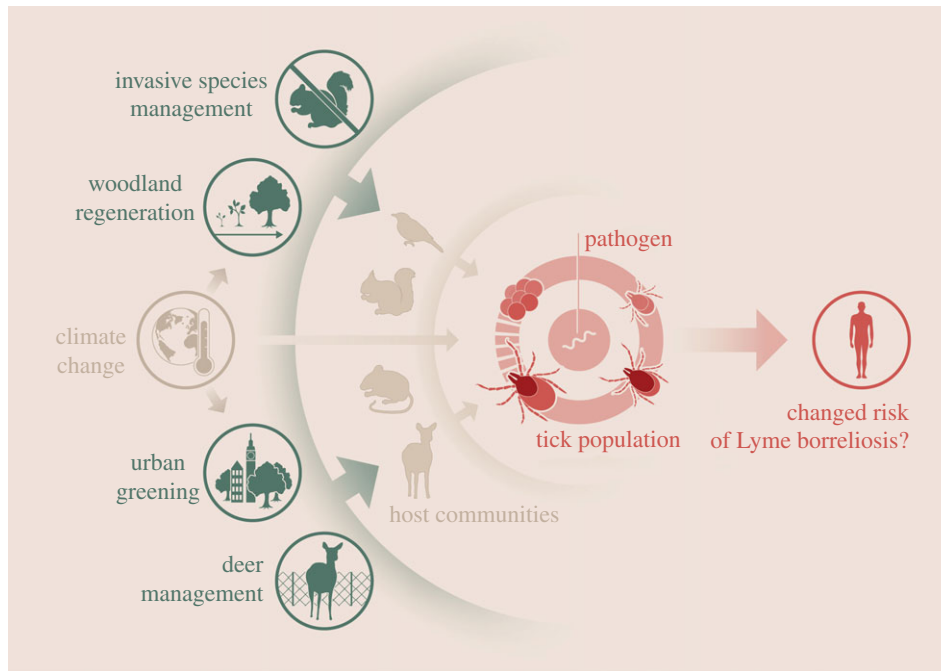 invasive species
management
woodland
regeneration
climate
change
urban
greening
deer
management
host communities
pathogen
tick population
changed risk
of Lyme borreliosis?